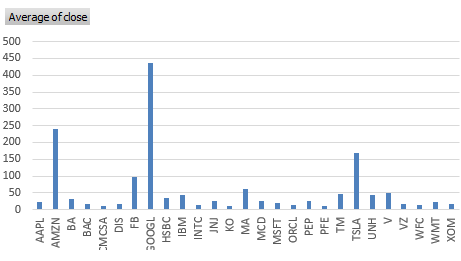 Average of close
500
450
400
350
300
250
200
150
100
50
0
AAPL
AMZN
BA
BAC
CMCSA
DIS
FB
GOOGL
HSBC
IBM
INTC
JNJ
KO
MA
MCD
MSFT
ORCL
PEP
PFE
TM
TSLA
UNH
V
VZ
WFC
WMT
XOM